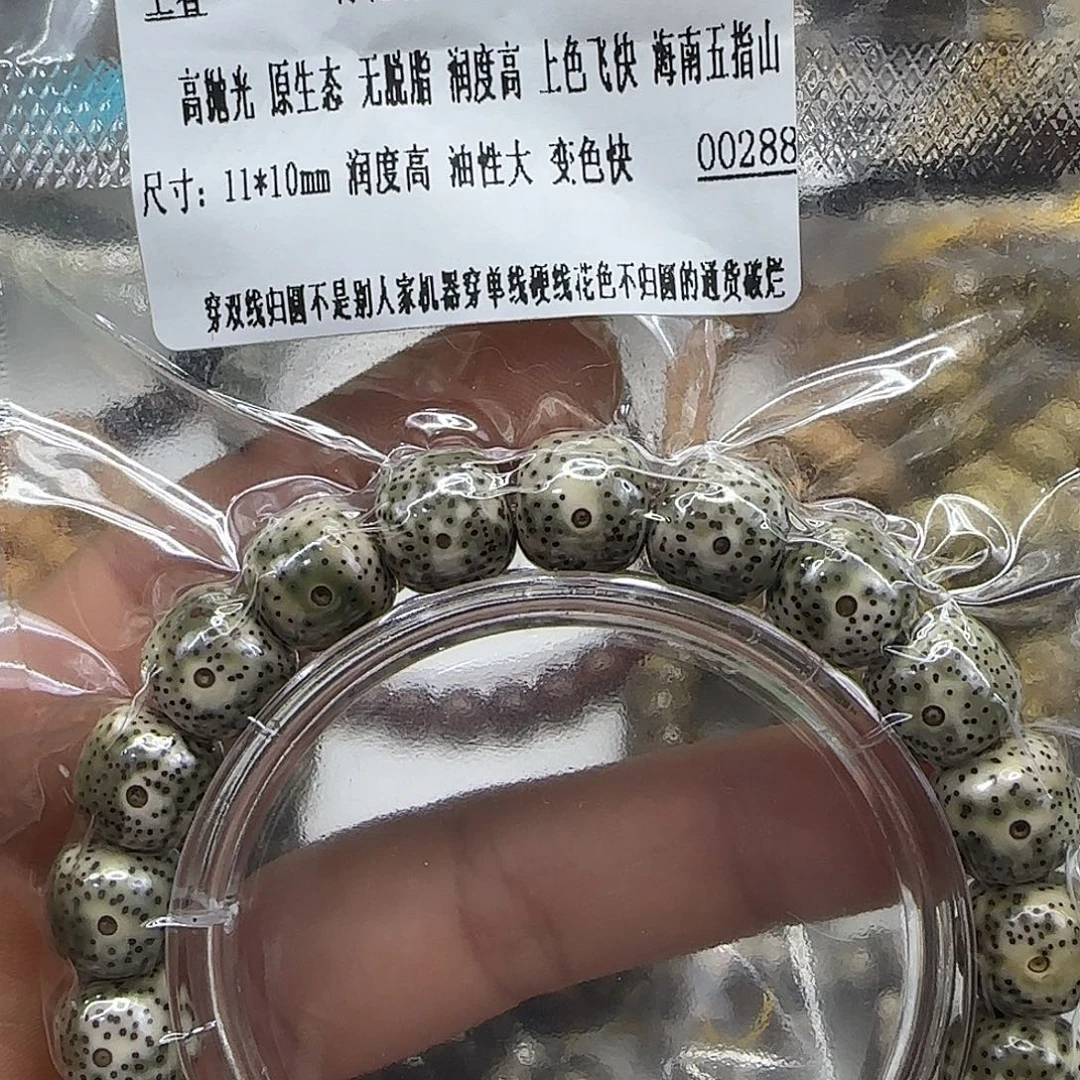 高抛光 原生态 无脱脂 润度高 上色飞快 海南五指山
尺寸: 11*10mm 润度高 油性大 变色快 00288
穿双线归圆不是别人家机器穿单线硬线花色不归圆的通货破烂